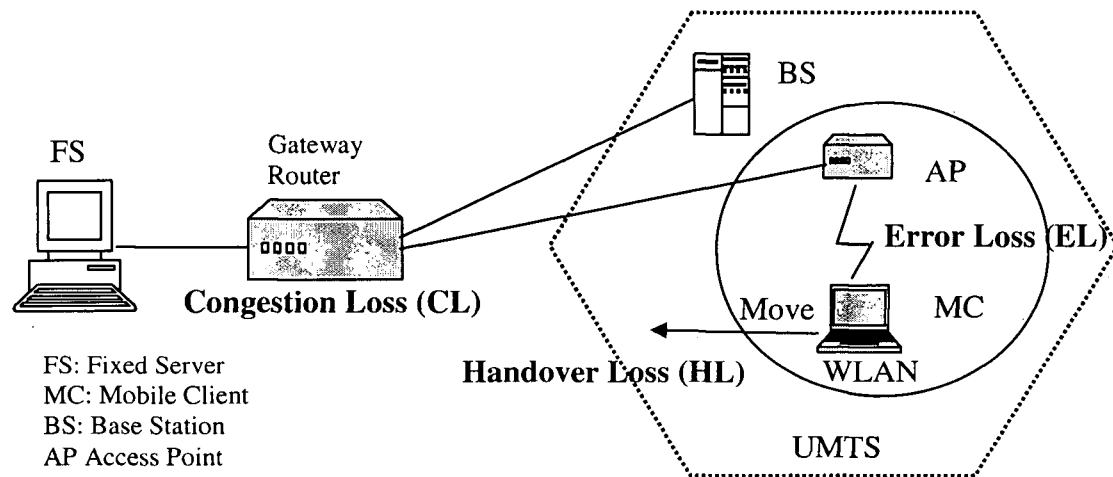 BS
FS
Gateway
Router
AP
Error Loss (EL)
Congestion Loss (CL)
Move
MC
Handover Loss (HL)
WLAN
FS: Fixed Server
MC: Mobile Client
BS: Base Station
AP Access Point
UMTS